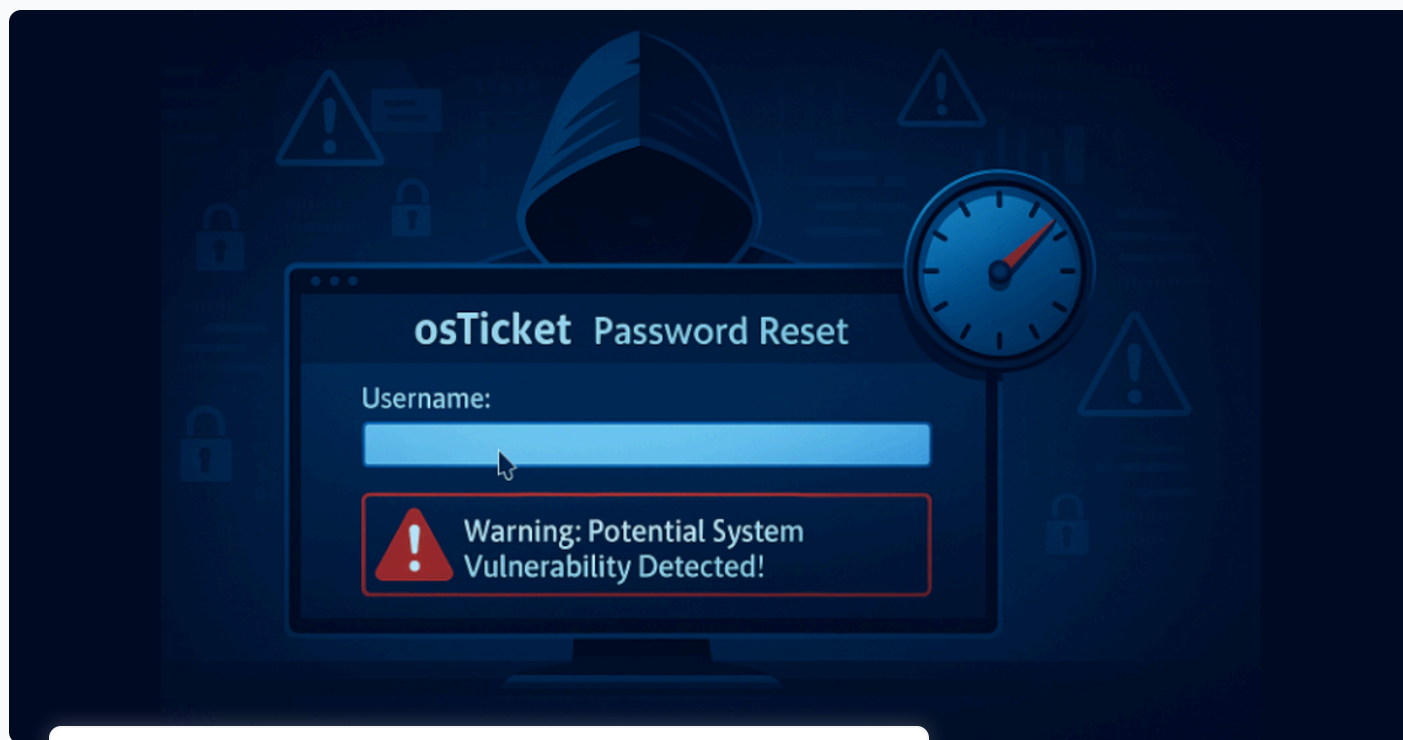 osTicket Password Reset
Username:
Warning: Potential System
Vulnerability Detected!